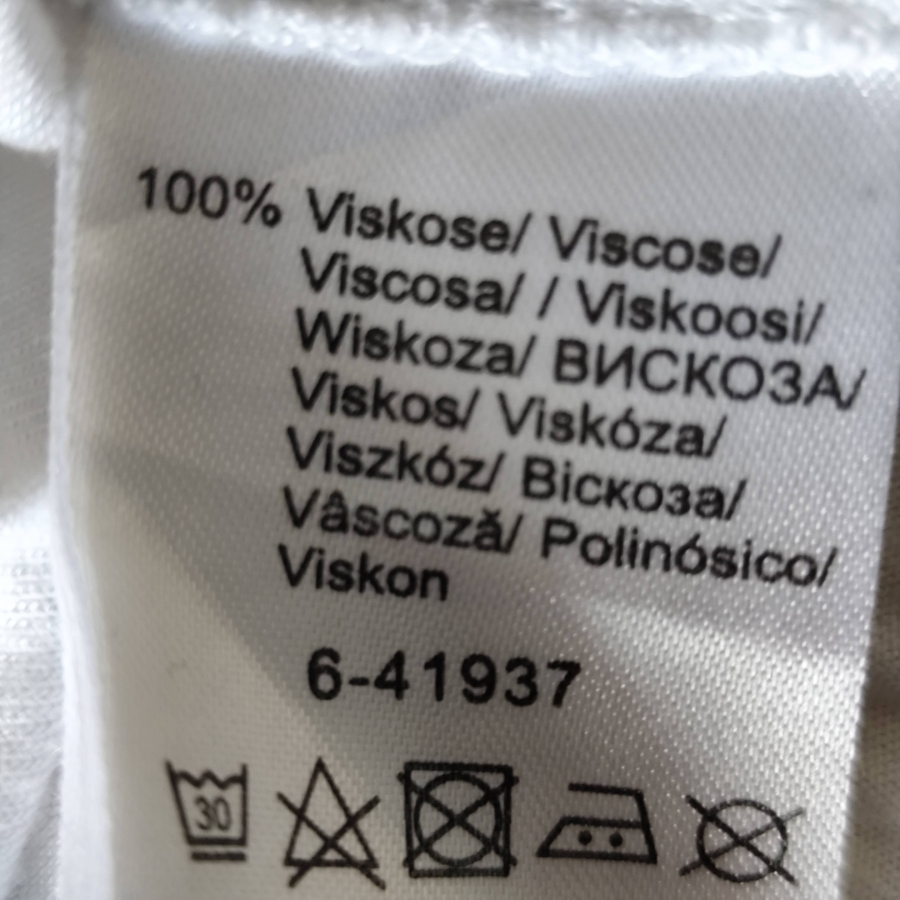 100% Viskose/ Viscose/
Viscosa/ / Viskoosi/
Wiskoza/ ВИСКОЗА/
Viskos/ Viskóza/
Viszkóz/ Віскоза/
Vâscoză/ Polinósico/
Viskon
6-41937
30